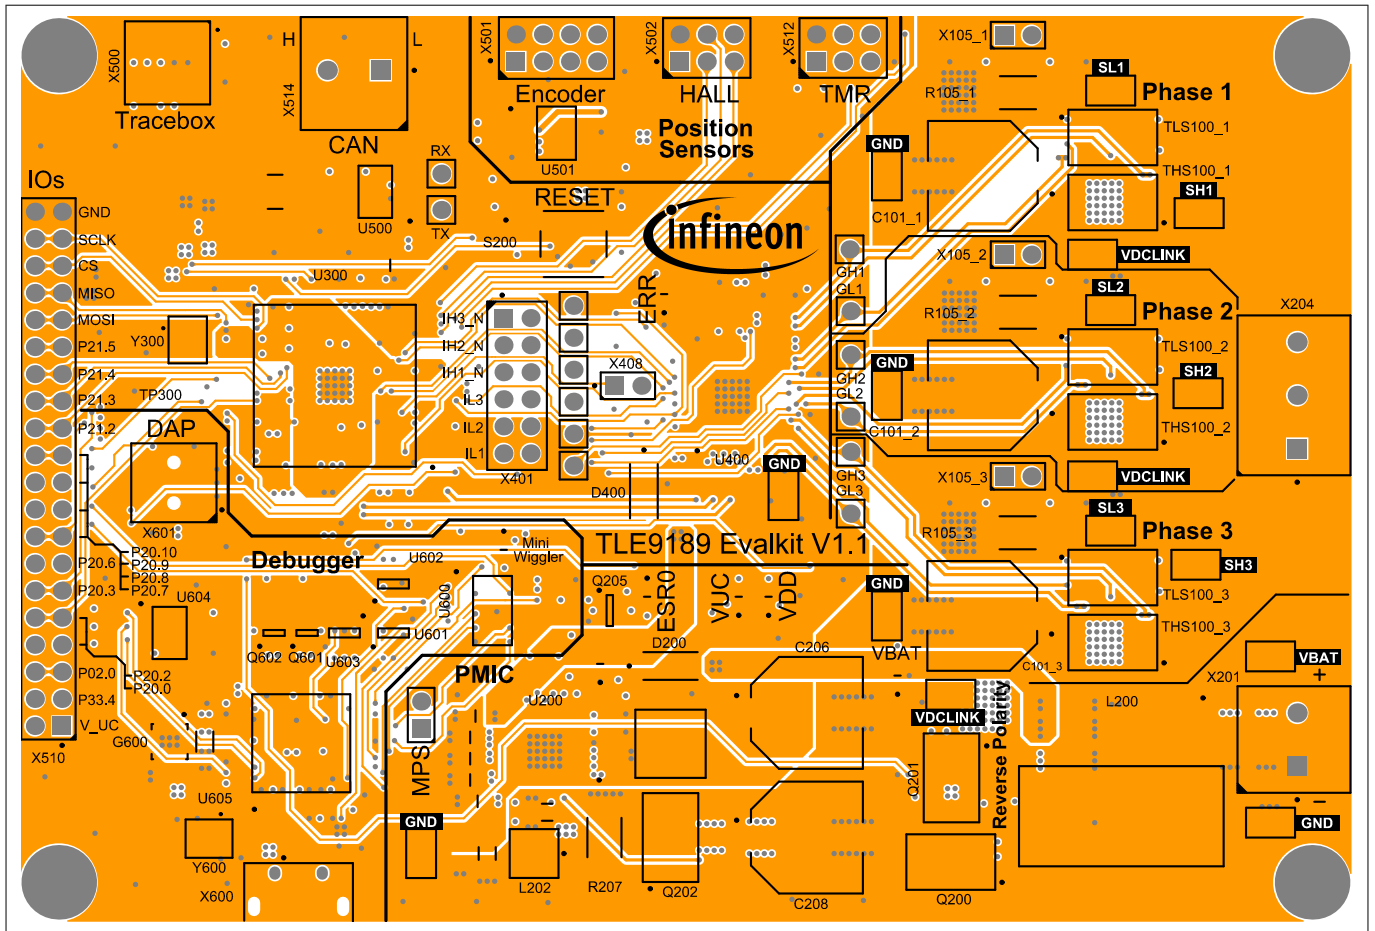 X500
Tracebox
H
L
X514
CAN
X501
Encoder
X502
HALL
X512
TMR
Position
Sensors
U501
X105_1
R105_1
SL1
Phase 1
TLS100_1
THS100_1
SH1
GND
C101_1
RX
TX
U500
RESET
S200
infineon
IOs
GND
SCLK
CS
MISO
MOSI
P21.5
P21.4
P21.3
P21.2
P20.6
P20.3
P02.0
P33.4
V_UC
X510
P20.10
P20.9
P20.8
P20.7
P20.2
P20.0
U300
Y300
TP300
DAP
X601
IH3_N
IH2_N
IH1_N
IL3
IL2
IL1
X401
ERR
X408
D400
U400
GND
GH1
GL1
GH2
GL2
GH3
GL3
X105_2
VDCLINK
R105_2
SL2
Phase 2
TLS100_2
SH2
THS100_2
GND
C101_2
X204
X105_3
VDCLINK
R105_3
SL3
Phase 3
SH3
TLS100_3
THS100_3
GND
C101_3
TLE9189 Evalkit V1.1
Debugger
U602
Mini
Wiggler
U600
U604
Q602
Q601
U603
U601
Q205
ESR0
VUC
VDD
D200
C206
VBAT
-
PMIC
U200
MPS
GND
G600
U605
Y600
X600
L202
R207
Q202
C208
VDCLINK
Q201
Q200
Reverse Polarity
L200
VBAT
+
X201
-
GND